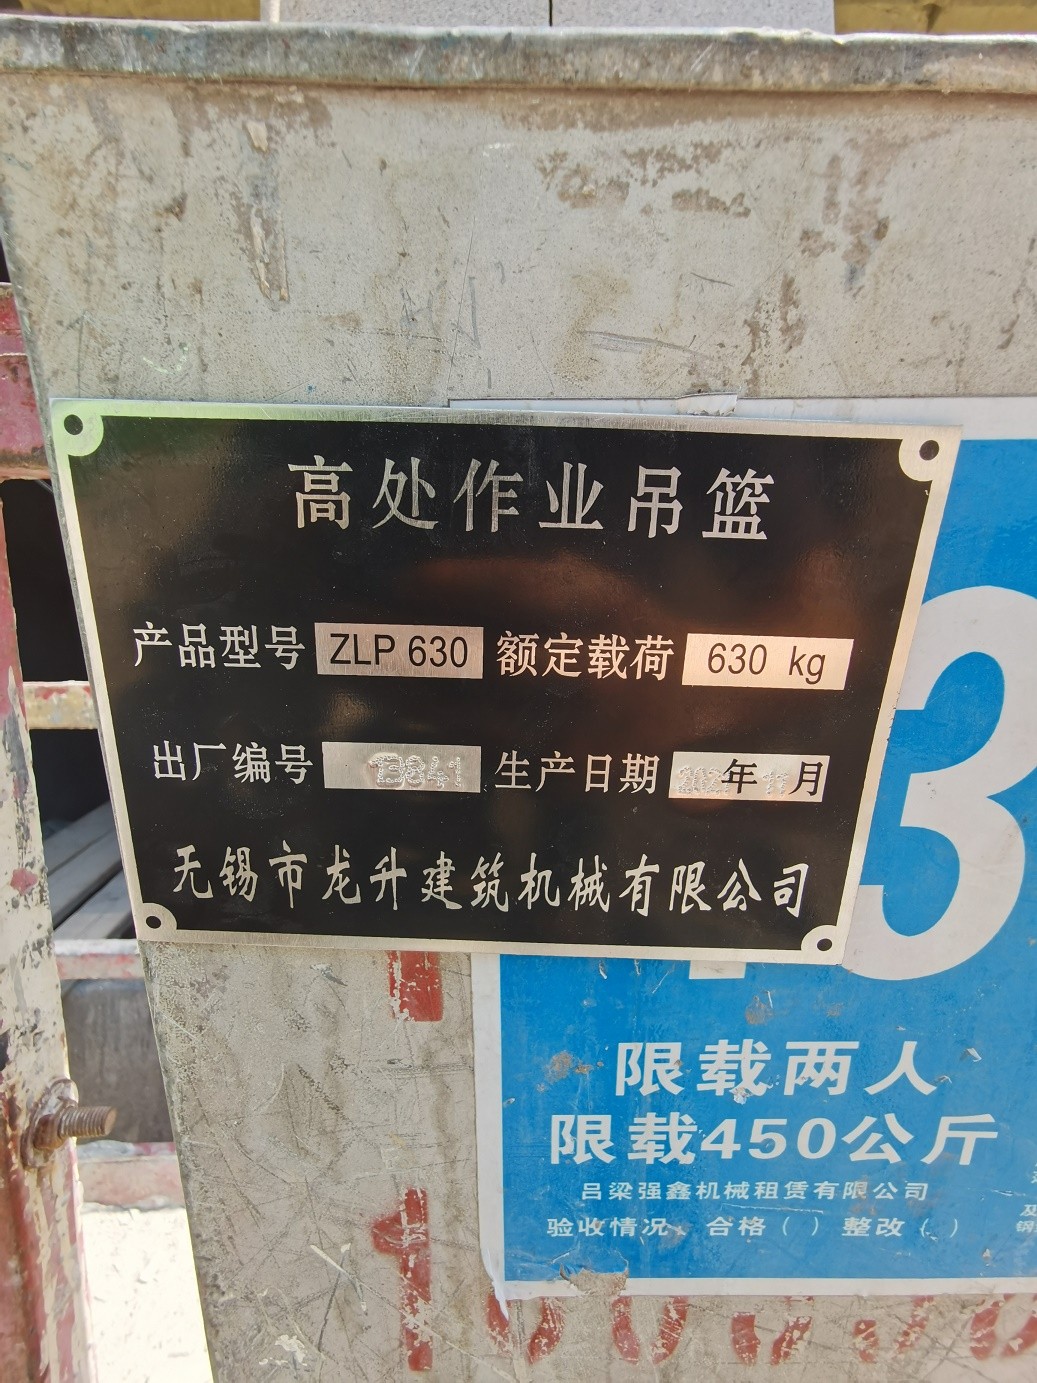 高处作业吊篮
产品型号 ZLP 630 额定载荷 630 kg
出厂编号 13841 生产日期 年11月
无锡市龙升建筑机械有限公司
3
限载两人
限载450公斤
吕梁强鑫机械租赁有限公司
验收情况、合格（ ）整改（ ）